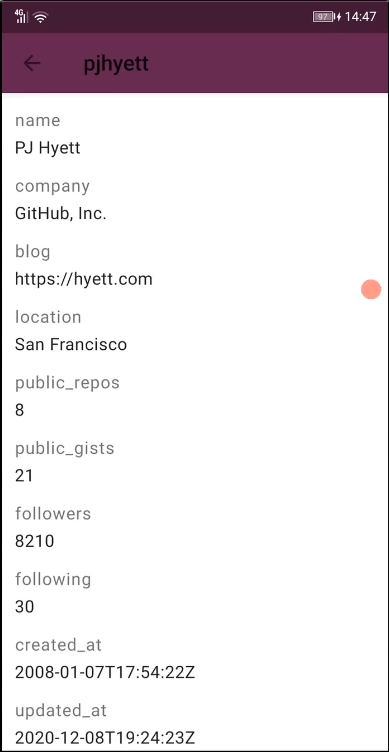 4G 97 14:47
pjhyett
name
PJ Hyett
company
GitHub, Inc.
blog
https://hyett.com
location
San Francisco
public_repos
8
public_gists
21
followers
8210
following
30
created_at
2008-01-07T17:54:22Z
updated_at
2020-12-08T19:24:23Z